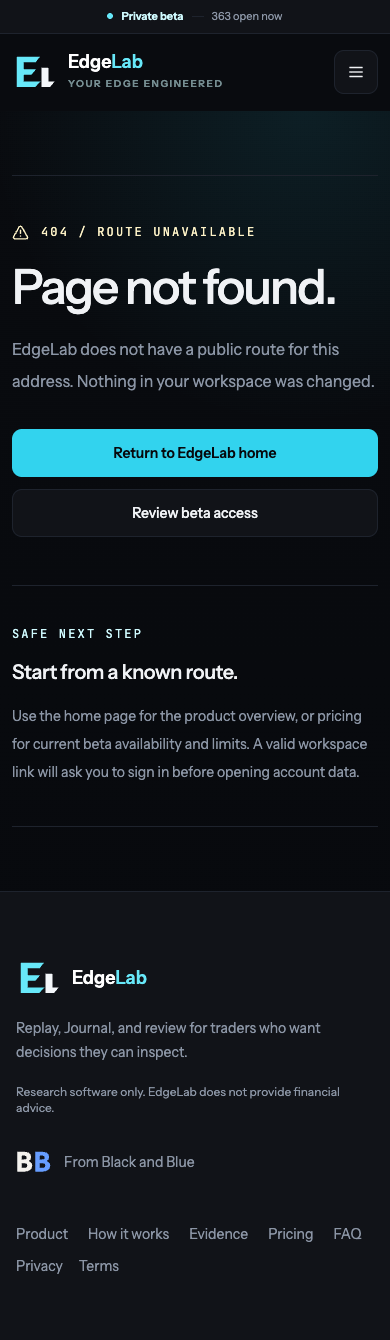 Private beta — 363 open now
EdgeLab
YOUR EDGE ENGINEERED
404 / ROUTE UNAVAILABLE
Page not found.
EdgeLab does not have a public route for this
address. Nothing in your workspace was changed.
Return to EdgeLab home
Review beta access
SAFE NEXT STEP
Start from a known route.
Use the home page for the product overview, or pricing
for current beta availability and limits. A valid workspace
link will ask you to sign in before opening account data.
EL EdgeLab
Replay, Journal, and review for traders who want
decisions they can inspect.
Research software only. EdgeLab does not provide financial
advice.
BB From Black and Blue
Product How it works Evidence Pricing FAQ
Privacy Terms